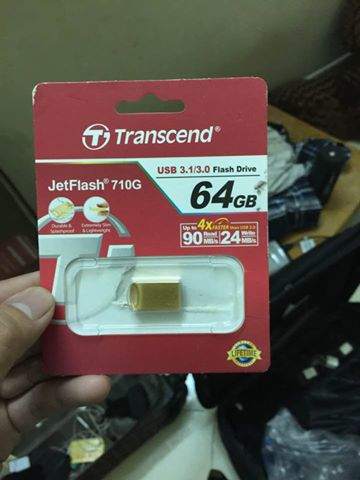 Transcend®
USB 3.1/3.0 Flash Drive
JetFlash® 710G
64GB
Durable & Splashproof
Extremely Slim & Lightweight
Up to 4x FASTER than USB 2.0
90 Read MB/s 24 Write MB/s
LIFETIME